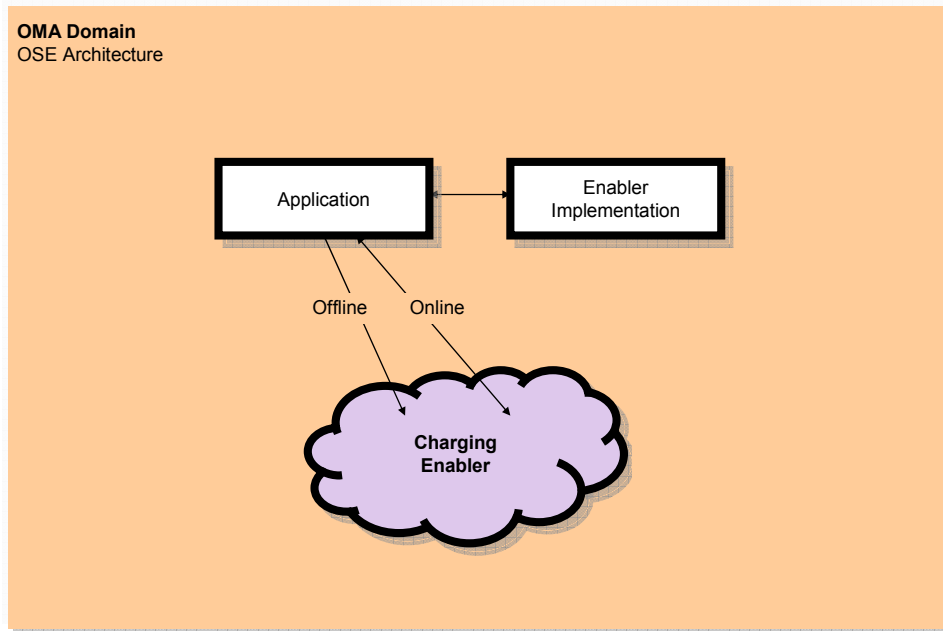 OMA Domain
OSE Architecture
Application
Enabler
Implementation
Offline
Online
Charging
Enabler